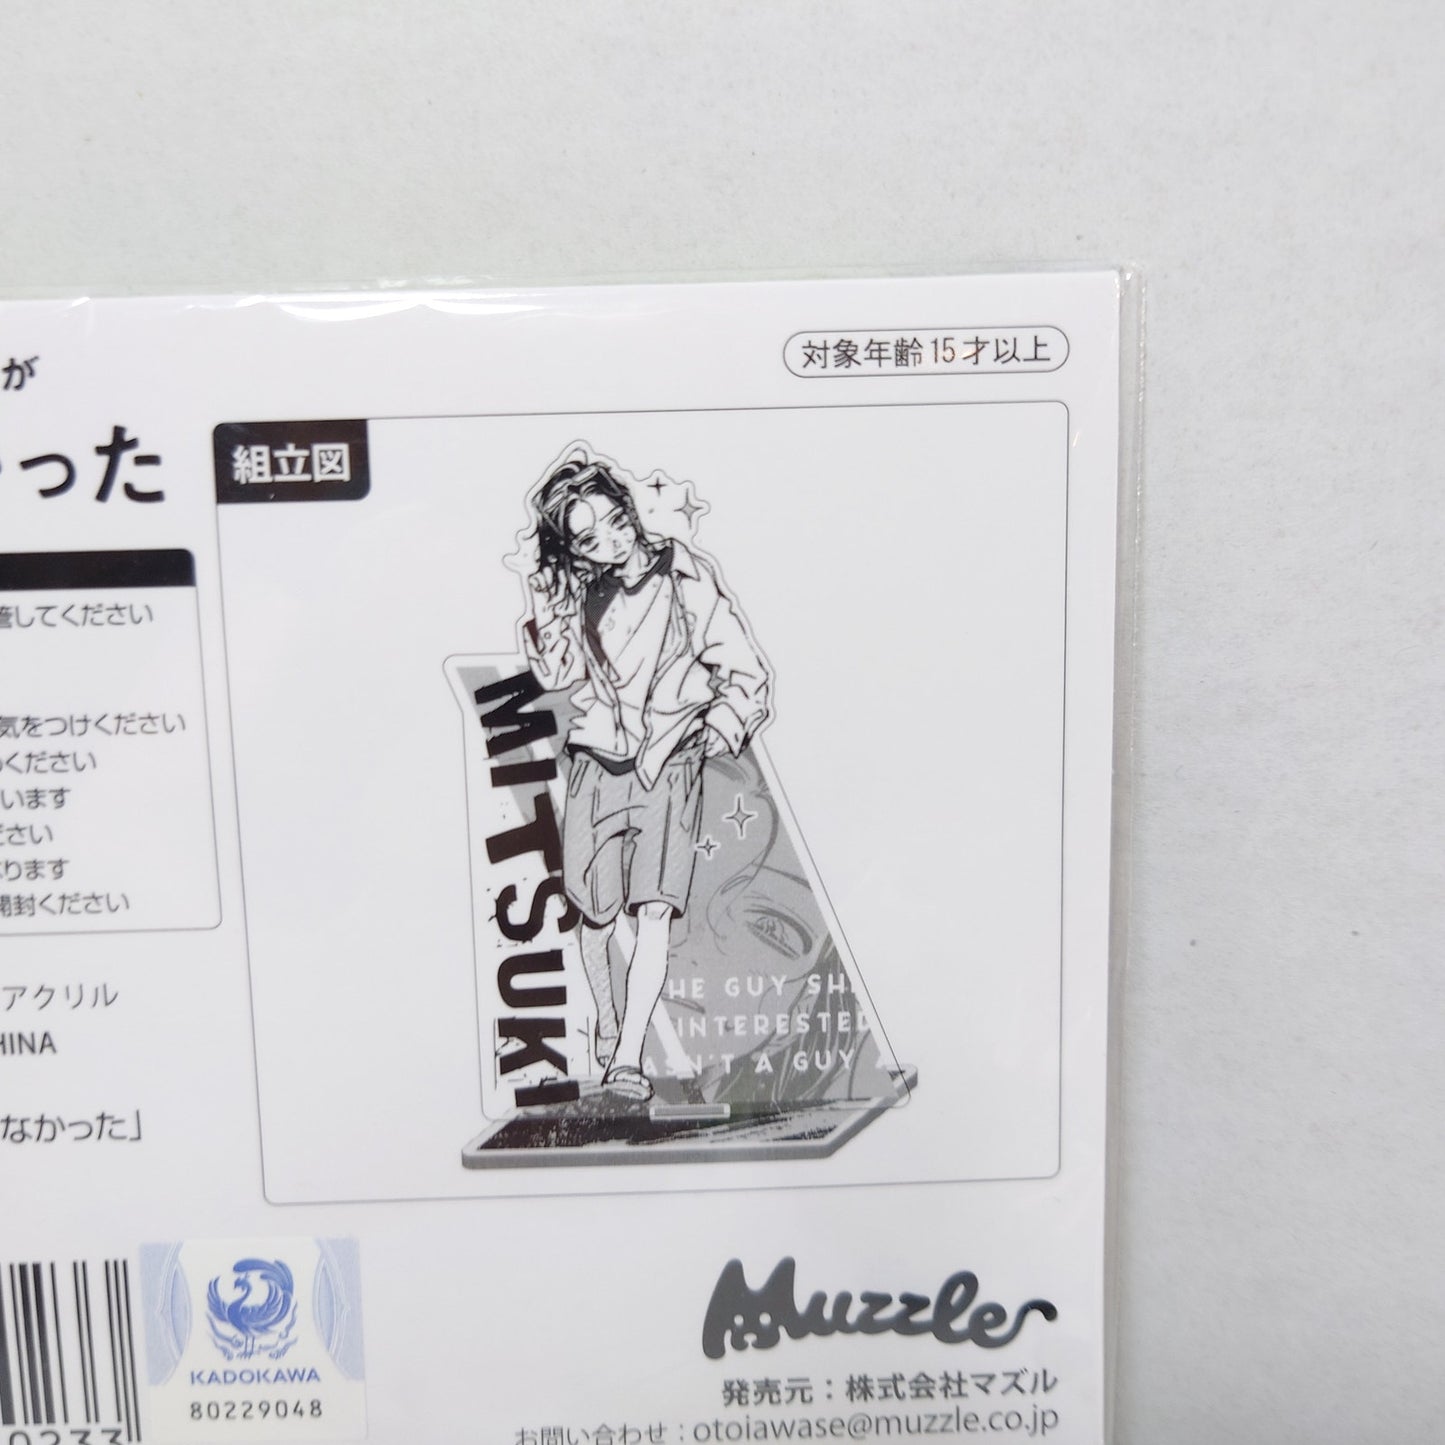 が
対象年齢15才以上
った
組立図
管してください
気をつけください
ください
います
ださい
ります
開封ください
アクリル
HINA
なかった」
MITSUKI
HE GUY SH
INTERESTED
ASN'T A GUY A
KADOKAWA
80229048
0233
Muzzle
発売元：株式会社マズル
お問い合わせ：otoiawase@muzzle.co.jp